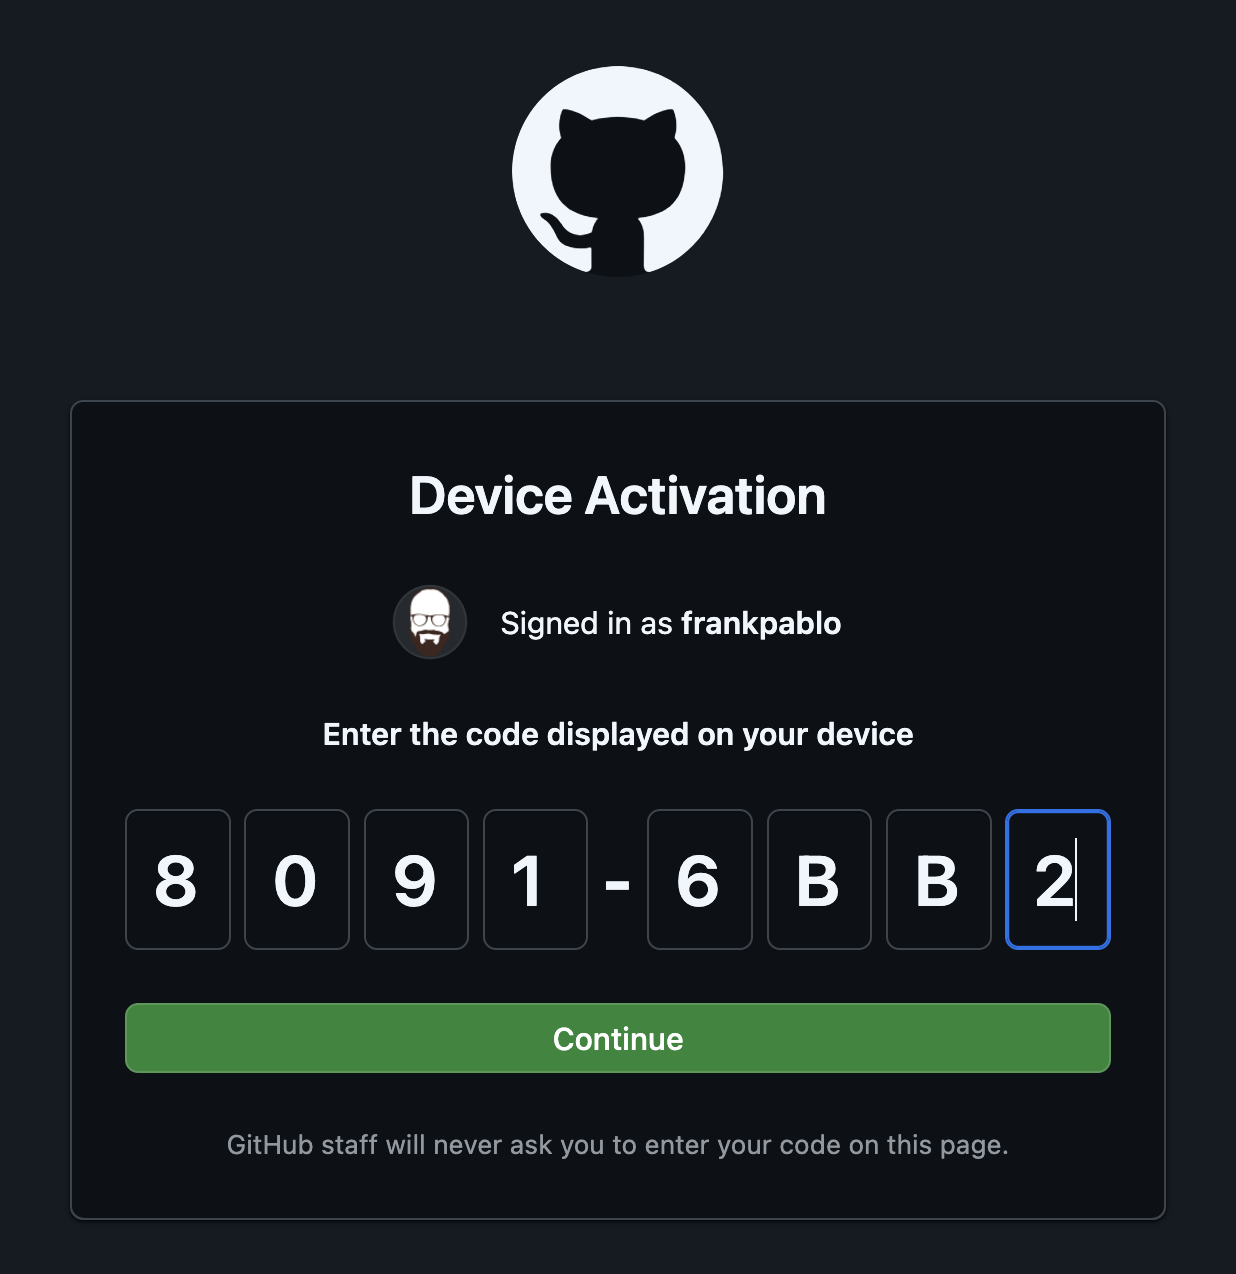 Device Activation
Signed in as frankpablo
Enter the code displayed on your device
8 0 9 1 - 6 B B 2
Continue
GitHub staff will never ask you to enter your code on this page.